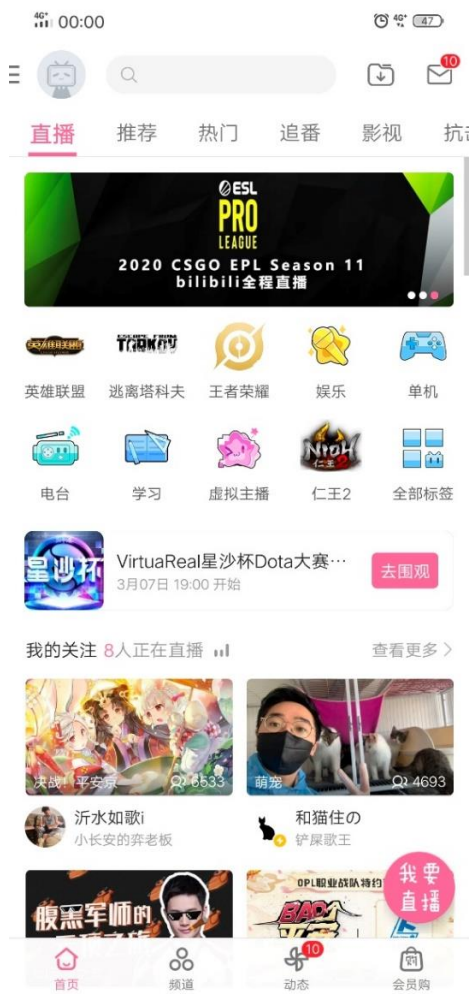 4G+ 00:00 4G+ 47
10
直播 推荐 热门 追番 影视 抗击
ESL
PRO
LEAGUE
2020 CSGO EPL Season 11
bilibili全程直播
英雄联盟 TARKOV NIOH 仁王2
英雄联盟 逃离塔科夫 王者荣耀 娱乐 单机
电台 学习 虚拟主播 仁王2 全部标签
星沙杯
VirtuaReal星沙杯Dota大赛…
3月07日 19:00 开始
去围观
我的关注 8人正在直播 查看更多
决战！平安京 6533 萌宠 4693
沂水如歌i 和猫住の
小长安的弈老板 铲屎歌王
腹黑军师的
OPL职业战队特约
我要
直播
10
首页 频道 动态 会员购